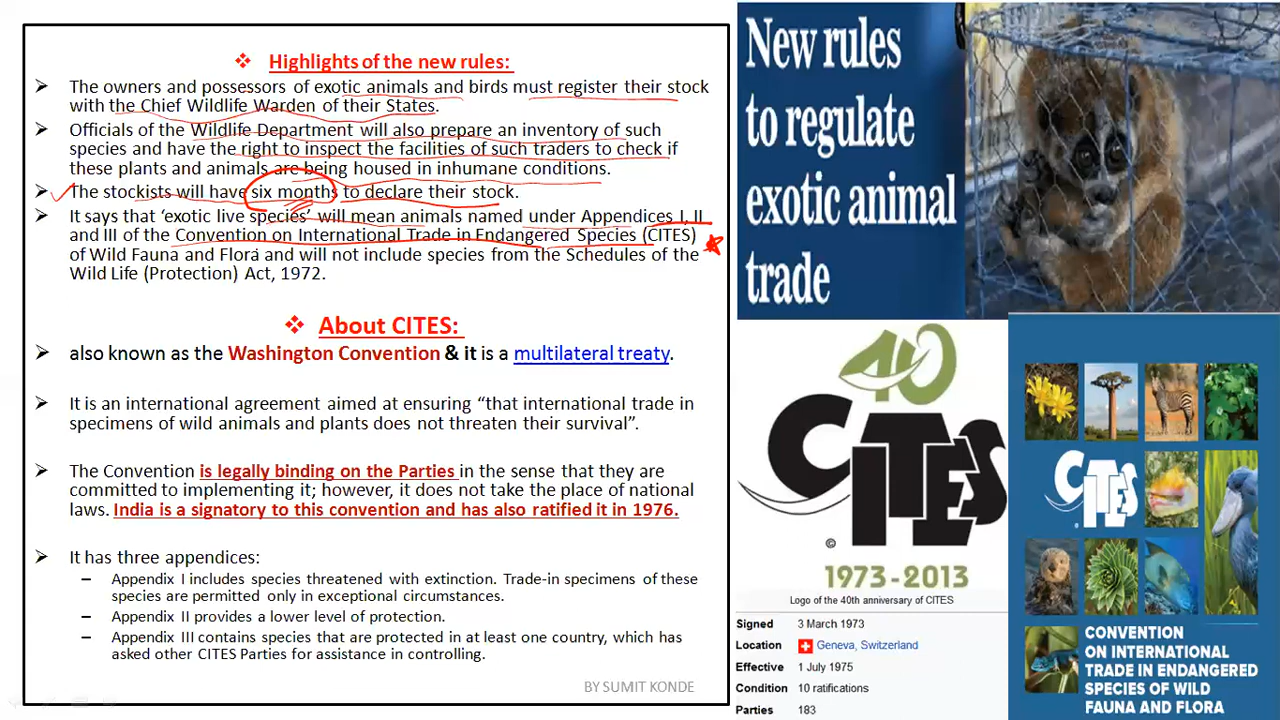 ❖ Highlights of the new rules:
➢ The owners and possessors of exotic animals and birds must register their stock
with the Chief Wildlife Warden of their States.
➢ Officials of the Wildlife Department will also prepare an inventory of such
species and have the right to inspect the facilities of such traders to check if
these plants and animals are being housed in inhumane conditions.
➢ The stockists will have six months to declare their stock.
➢ It says that ‘exotic live species’ will mean animals named under Appendices I, II
and III of the Convention on International Trade in Endangered Species (CITES)
of Wild Fauna and Flora and will not include species from the Schedules of the
Wild Life (Protection) Act, 1972.
❖ About CITES:
➢ also known as the Washington Convention & it is a multilateral treaty.
➢ It is an international agreement aimed at ensuring “that international trade in
specimens of wild animals and plants does not threaten their survival”.
➢ The Convention is legally binding on the Parties in the sense that they are
committed to implementing it; however, it does not take the place of national
laws. India is a signatory to this convention and has also ratified it in 1976.
➢ It has three appendices:
– Appendix I includes species threatened with extinction. Trade-in specimens of these
species are permitted only in exceptional circumstances.
– Appendix II provides a lower level of protection.
– Appendix III contains species that are protected in at least one country, which has
asked other CITES Parties for assistance in controlling.
BY SUMIT KONDE
New rules
to regulate
exotic animal
trade
40
CITES
©
1973-2013
Logo of the 40th anniversary of CITES
Signed 3 March 1973
Location Geneva, Switzerland
Effective 1 July 1975
Condition 10 ratifications
Parties 183
CITES
CONVENTION
ON INTERNATIONAL
TRADE IN ENDANGERED
SPECIES OF WILD
FAUNA AND FLORA